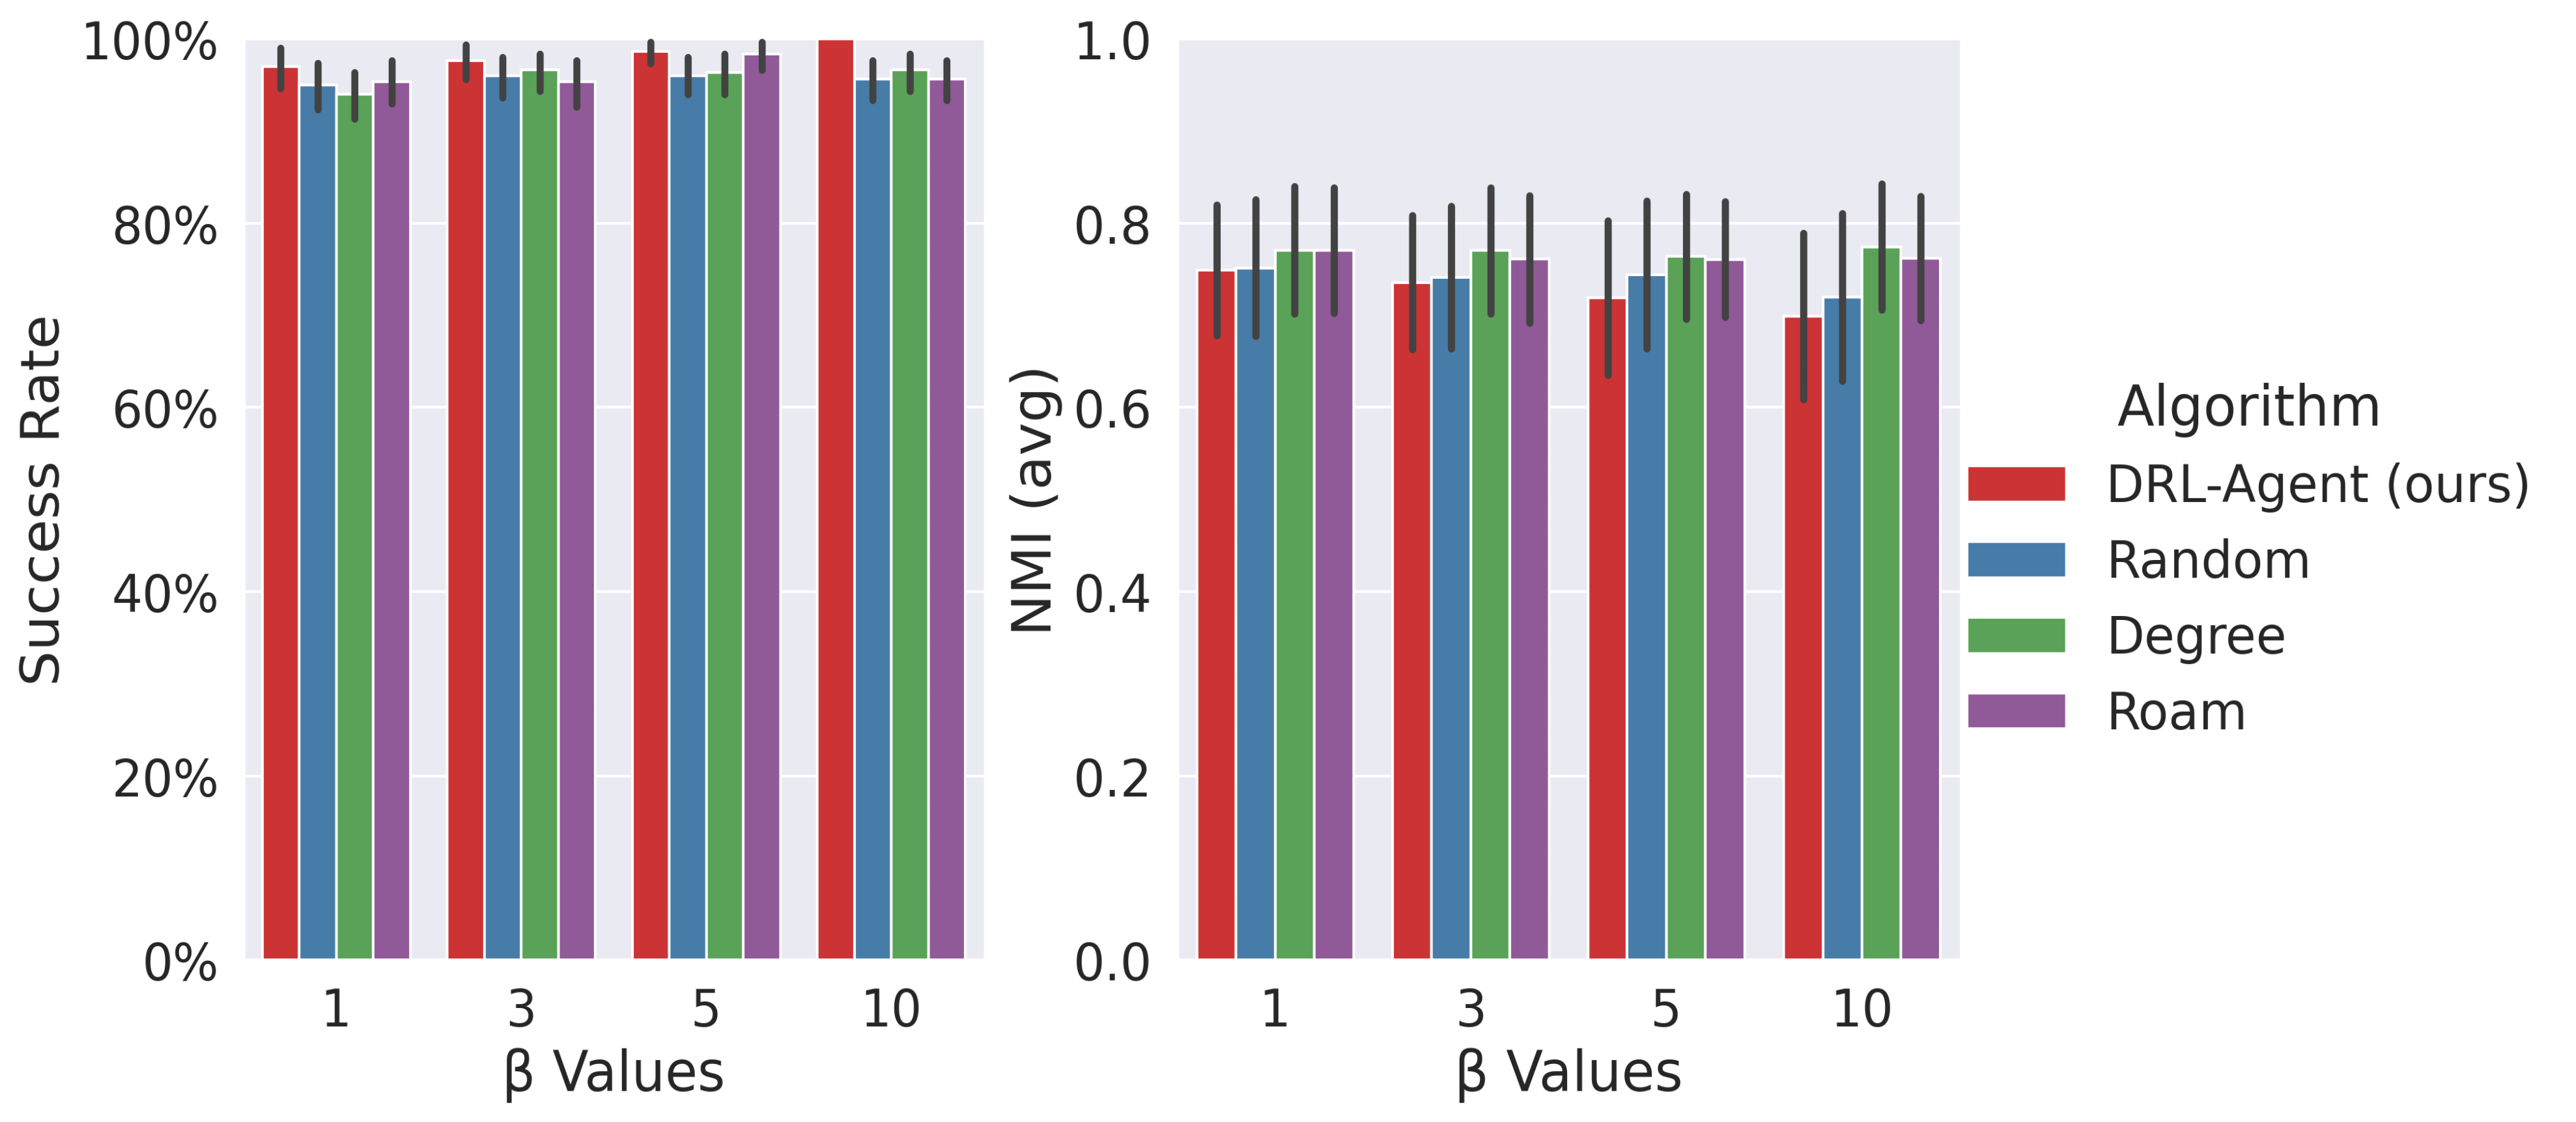 Success Rate
100%
80%
60%
40%
20%
0%
1 3 5 10
β Values
NMI (avg)
1.0
0.8
0.6
0.4
0.2
0.0
1 3 5 10
β Values
Algorithm
DRL-Agent (ours)
Random
Degree
Roam